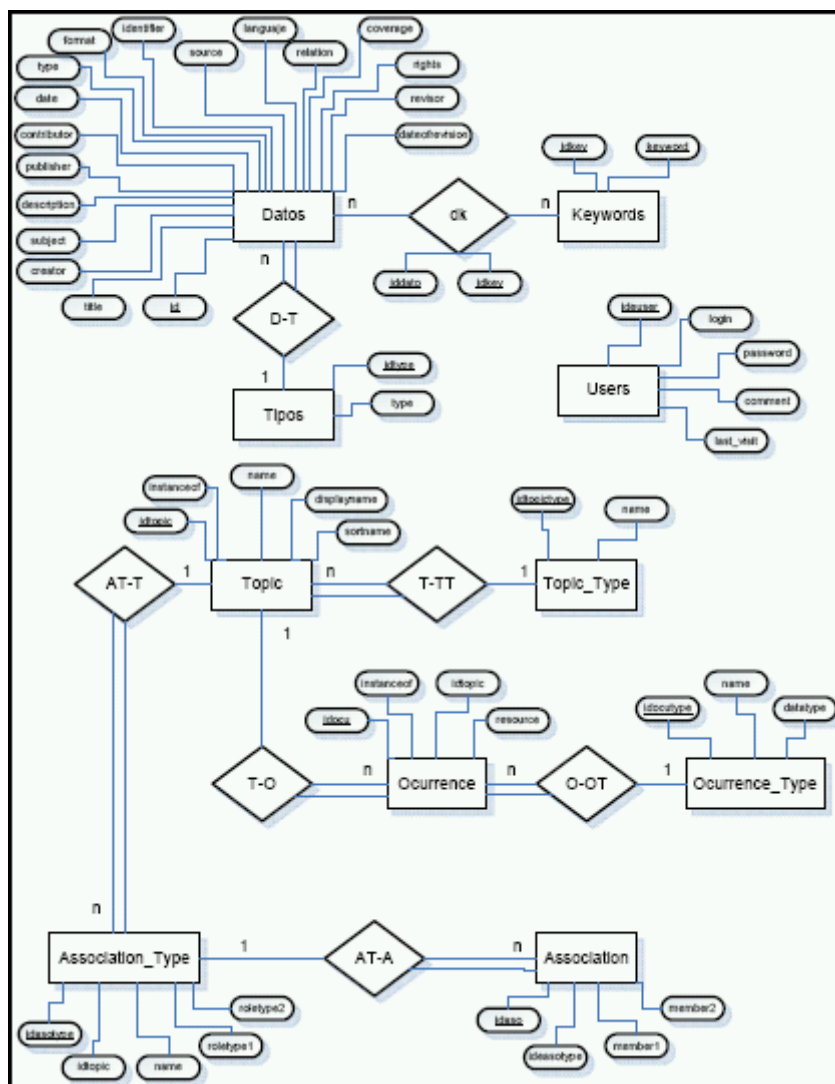 identifier
languaje
coverage
format
source
relation
type
rights
date
revisor
contributor
dateofrevision
idkey
keyword
publisher
description
Datos
n
dk
n
Keywords
subject
creator
n
iddato
idkey
title
id
D-T
iduser
login
password
1
idtype
Users
Tipos
type
comment
last_visit
name
instanceof
displayname
idtopictype
name
idtopic
sortname
AT-T
1
Topic
n
T-TT
1
Topic_Type
1
instanceof
idtopic
name
idocu
resource
idocutype
datatype
T-O
n
Ocurrence
n
O-OT
1
Ocurrence_Type
n
Association_Type
1
AT-A
n
Association
idasotype
roletype2
idaso
member2
idtopic
name
roletype1
ideasotype
member1